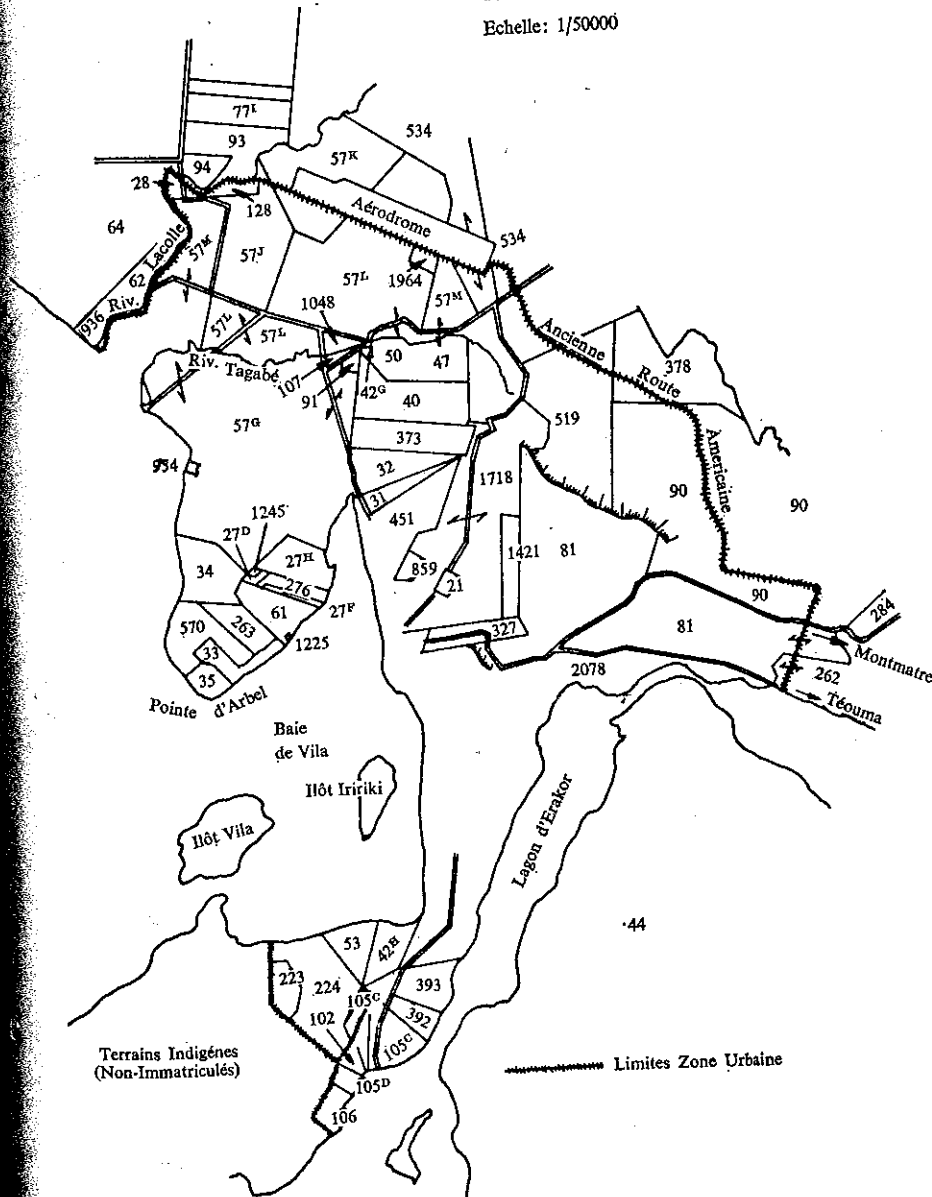 Echelle: 1/50000
77ᴵ
93
94
534
57ᴷ
28
128
Aérodrome
64
57ᴹ
57ᴶ
534
62
Riv. Lacolle
57ᴸ
1964
57ᴹ
1936
57ᴸ
57ᴸ
1048
50
47
Ancienne Route Américaine
378
Riv. Tagabé
107
91
42ᴳ
40
57ᴳ
373
519
954
32
31
1718
90
90
1245
451
27ᴰ
27ᴴ
859
1421
81
34
276
21
27ᶠ
90
284
61
263
570
33
1225
327
81
Montmatre
35
2078
262
Téouma
Pointe d'Arbel
Baie
de Vila
Ilôt Iririki
Ilôt Vila
Lagon d'Erakor
44
53
42ᴴ
223
224
393
105ᶜ
392
102
105ᶜ
Terrains Indigénes
(Non-Immatriculés)
Limites Zone Urbaine
105ᴰ
106